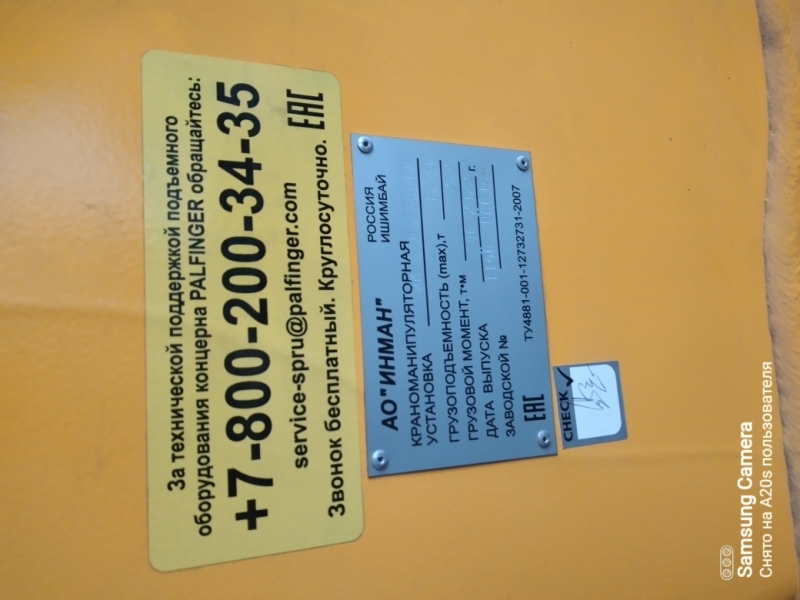 За технической поддержкой подъемного
оборудования концерна PALFINGER обращайтесь:
+7-800-200-34-35
service-spru@palfinger.com
Звонок бесплатный. Круглосуточно. ЕАС
РОССИЯ
ИШИМБАЙ
АО"ИНМАН"
КРАНОМАНИПУЛЯТОРНАЯ
УСТАНОВКА
ГРУЗОПОДЪЕМНОСТЬ (max),т
ГРУЗОВОЙ МОМЕНТ, т•м
ДАТА ВЫПУСКА г.
ЗАВОДСКОЙ №
ЕАС ТУ4881-001-12732731-2007
CHECK ✓
Samsung Camera
Снято на A20s пользователя